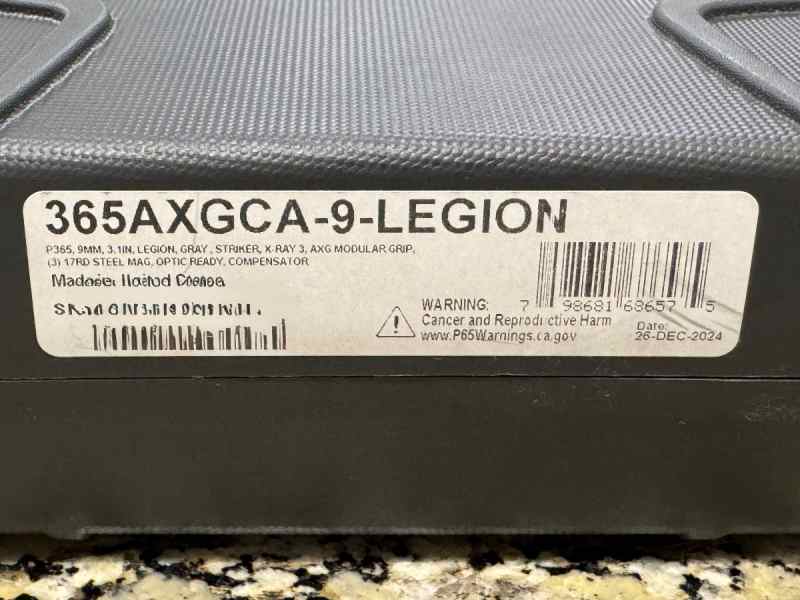 365AXGCA-9-LEGION
P365, 9MM, 3.1IN, LEGION, GRAY, STRIKER, X-RAY 3, AXG MODULAR GRIP,
(3) 17RD STEEL MAG, OPTIC READY, COMPENSATOR
7 98681 68657 5
WARNING:
Cancer and Reproductive Harm
www.P65Warnings.ca.gov
Date:
26-DEC-2024